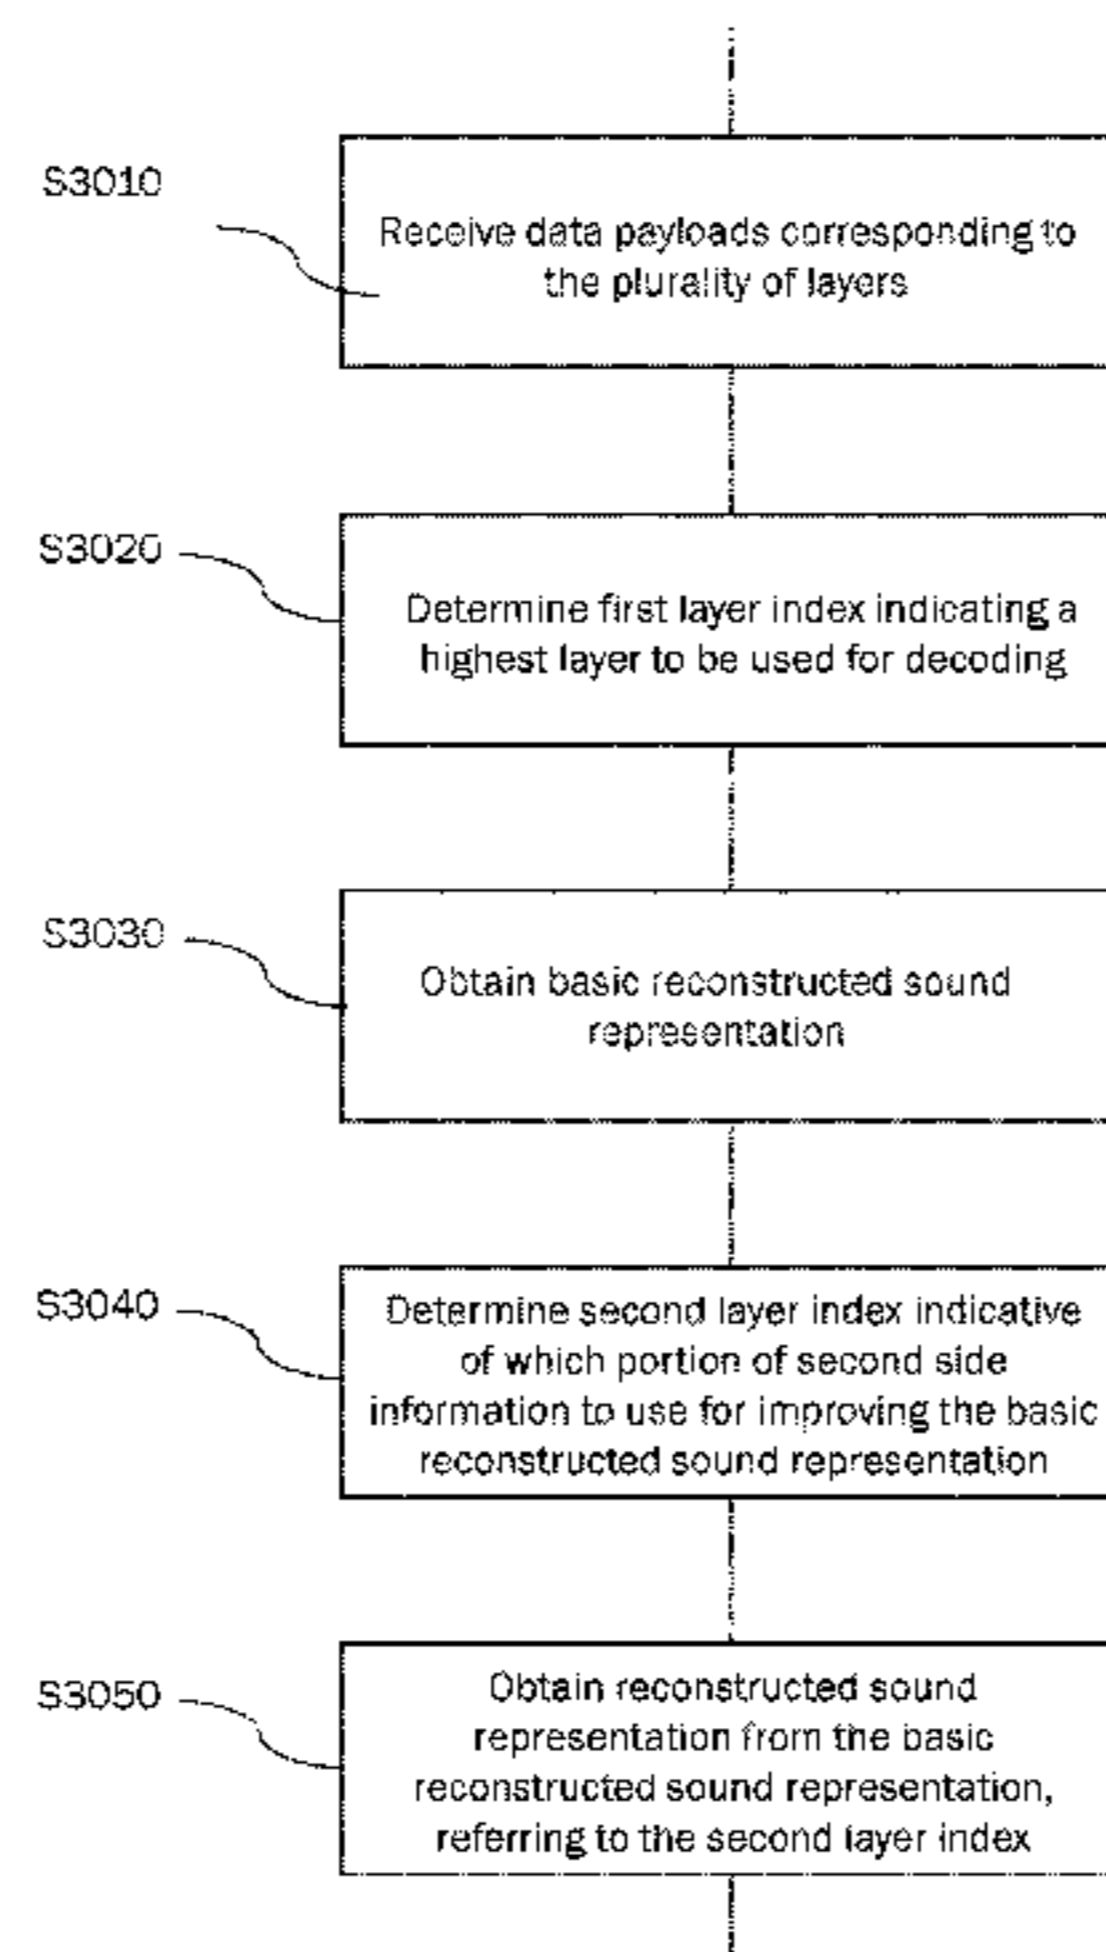 S3010
Receive data payloads corresponding to
the plurality of layers
S3020
Determine first layer index indicating a
highest layer to be used for decoding
S3030
Obtain basic reconstructed sound
representation
S3040
Determine second layer index indicative
of which portion of second side
information to use for improving the basic
reconstructed sound representation
S3050
Obtain reconstructed sound
representation from the basic
reconstructed sound representation,
referring to the second layer index